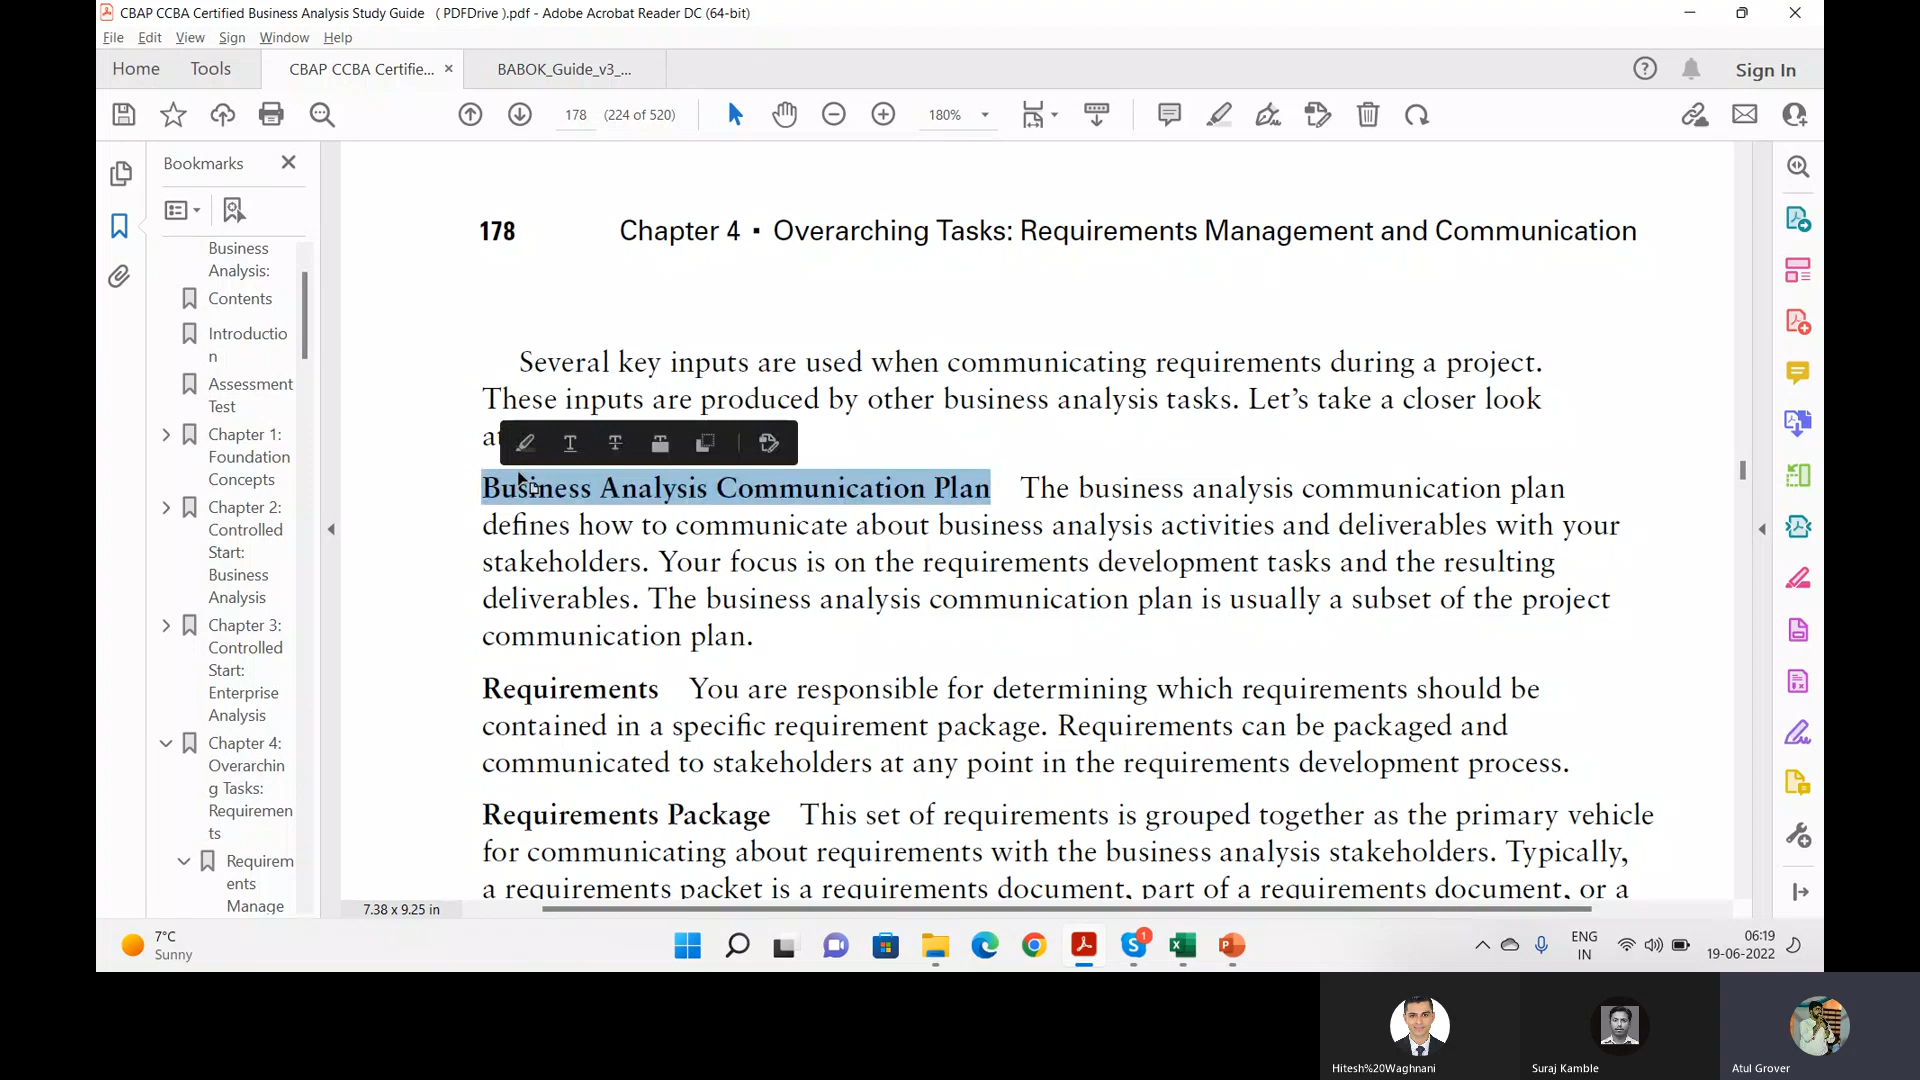 CBAP CCBA Certified Business Analysis Study Guide ( PDFDrive ).pdf - Adobe Acrobat Reader DC (64-bit)
File Edit View Sign Window Help
Home Tools CBAP CCBA Certifie... BABOK_Guide_v3_... Sign In
178 (224 of 520) 180%
Bookmarks
Business
Analysis:
Contents
Introductio
n
Assessment
Test
Chapter 1:
Foundation
Concepts
Chapter 2:
Controlled
Start:
Business
Analysis
Chapter 3:
Controlled
Start:
Enterprise
Analysis
Chapter 4:
Overarchin
g Tasks:
Requiremen
ts
Requirem
ents
Manage
178 Chapter 4 ▪ Overarching Tasks: Requirements Management and Communication
Several key inputs are used when communicating requirements during a project.
These inputs are produced by other business analysis tasks. Let’s take a closer look
Business Analysis Communication Plan The business analysis communication plan
defines how to communicate about business analysis activities and deliverables with your
stakeholders. Your focus is on the requirements development tasks and the resulting
deliverables. The business analysis communication plan is usually a subset of the project
communication plan.
Requirements You are responsible for determining which requirements should be
contained in a specific requirement package. Requirements can be packaged and
communicated to stakeholders at any point in the requirements development process.
Requirements Package This set of requirements is grouped together as the primary vehicle
for communicating about requirements with the business analysis stakeholders. Typically,
a requirements packet is a requirements document, part of a requirements document, or a
7.38 x 9.25 in
7°C
Sunny
1
ENG
IN
06:19
19-06-2022
Hitesh%20Waghnani Suraj Kamble Atul Grover